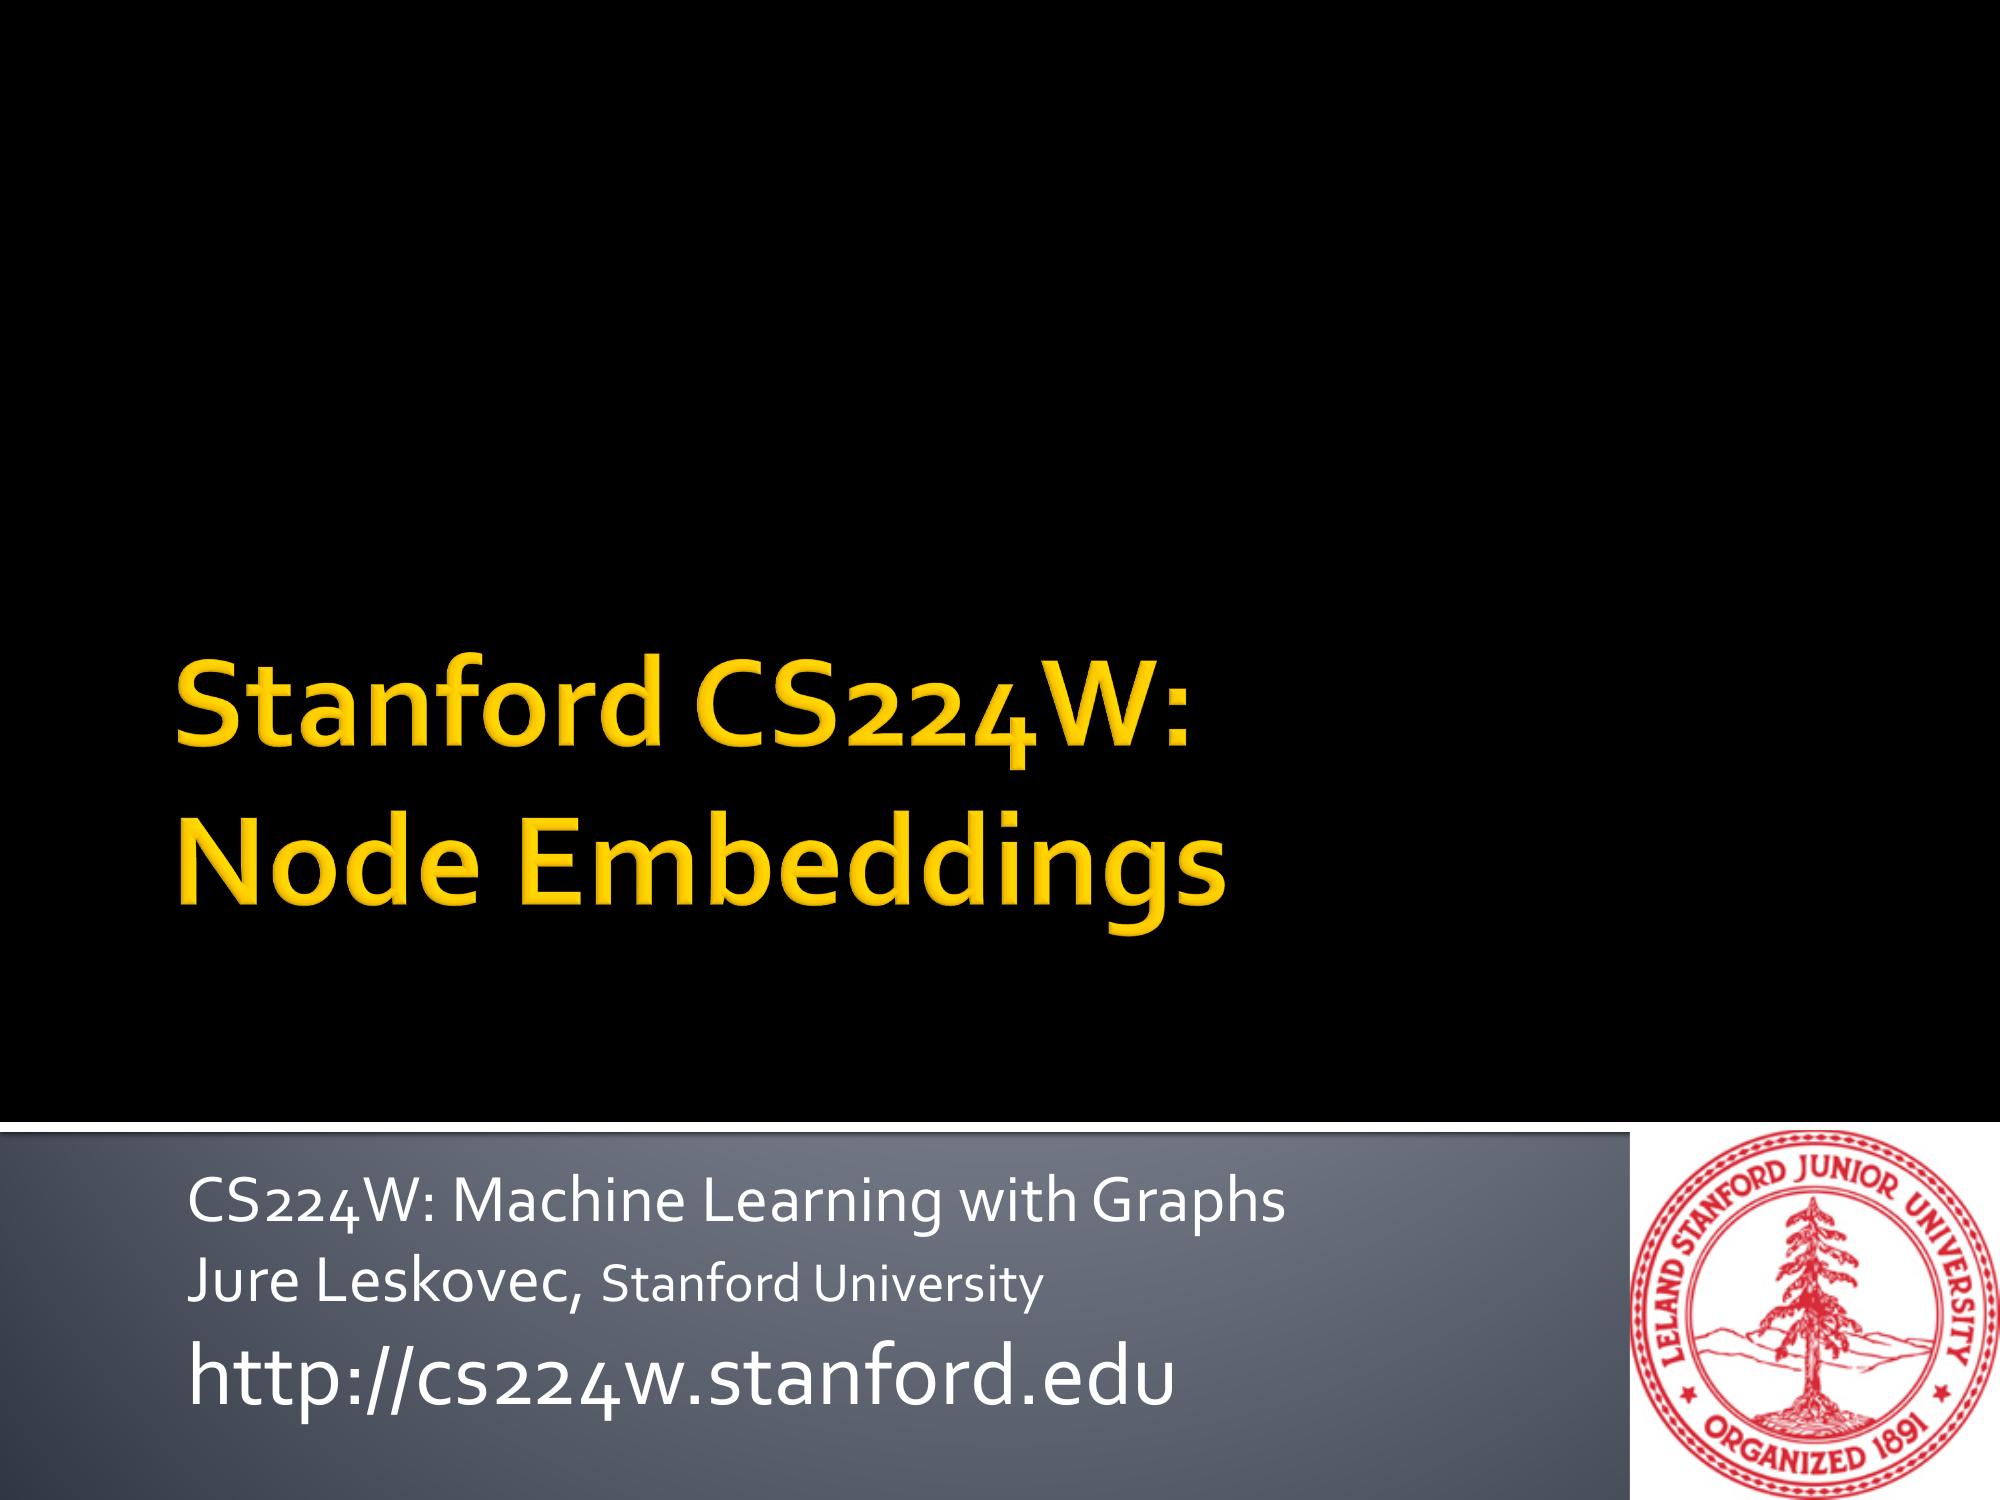 Stanford CS224W:
Node Embeddings
CS224W: Machine Learning with Graphs
Jure Leskovec, Stanford University
http://cs224w.stanford.edu
LELAND STANFORD JUNIOR UNIVERSITY
ORGANIZED 1891